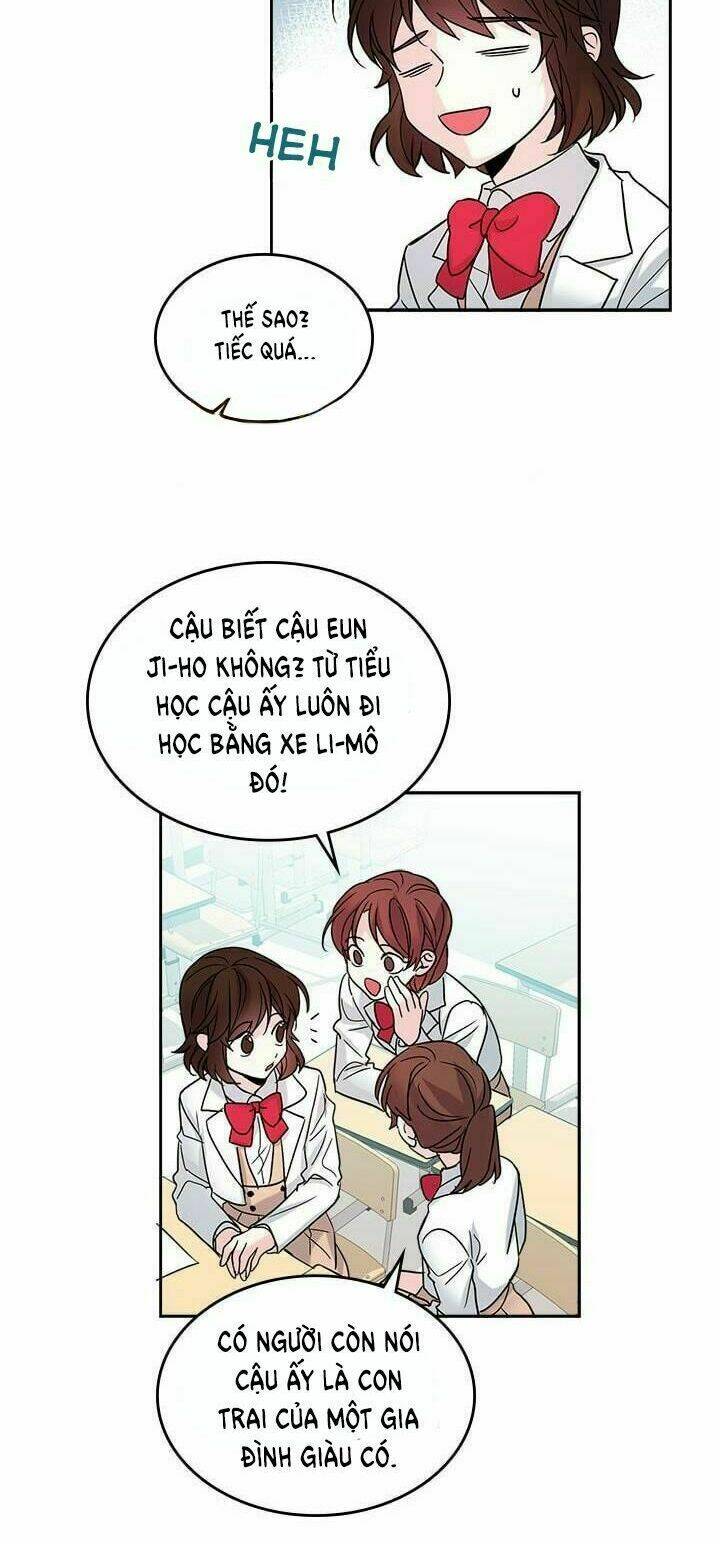 HEH
THẾ SAO?
TIẾC QUÁ...
CẬU BIẾT CẬU EUN
JI-HO KHÔNG? TỪ TIỂU
HỌC CẬU ẤY LUÔN ĐI
HỌC BẰNG XE LI-MÔ
ĐÓ!
CÓ NGƯỜI CÒN NÓI
CẬU ẤY LÀ CON
TRAI CỦA MỘT GIA
ĐÌNH GIÀU CÓ.